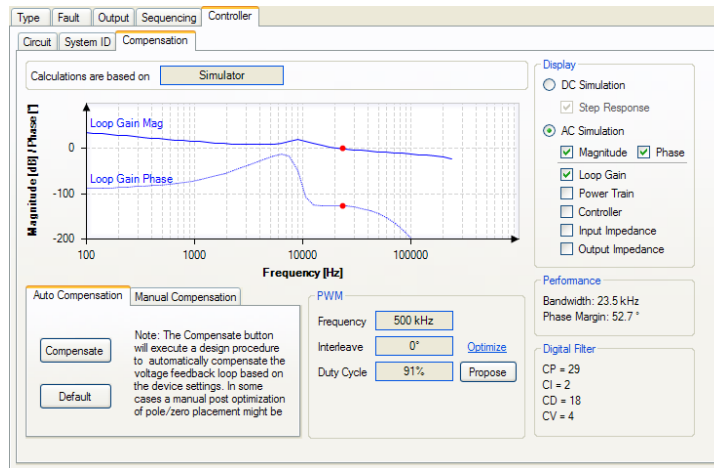 Type Fault Output Sequencing Controller
Circuit System ID Compensation
Calculations are based on Simulator
Loop Gain Mag
Loop Gain Phase
Magnitude [dB] / Phase [°]
0
-100
-200
100 1000 10000 100000
Frequency [Hz]
Display
DC Simulation
Step Response
AC Simulation
Magnitude Phase
Loop Gain
Power Train
Controller
Input Impedance
Output Impedance
Performance
Bandwidth: 23.5 kHz
Phase Margin: 52.7 °
Digital Filter
CP = 29
CI = 2
CD = 18
CV = 4
Auto Compensation Manual Compensation
Compensate
Default
Note: The Compensate button
will execute a design procedure
to automatically compensate the
voltage feedback loop based on
the device settings. In some
cases a manual post optimization
of pole/zero placement might be
PWM
Frequency 500 kHz
Interleave 0° Optimize
Duty Cycle 91% Propose